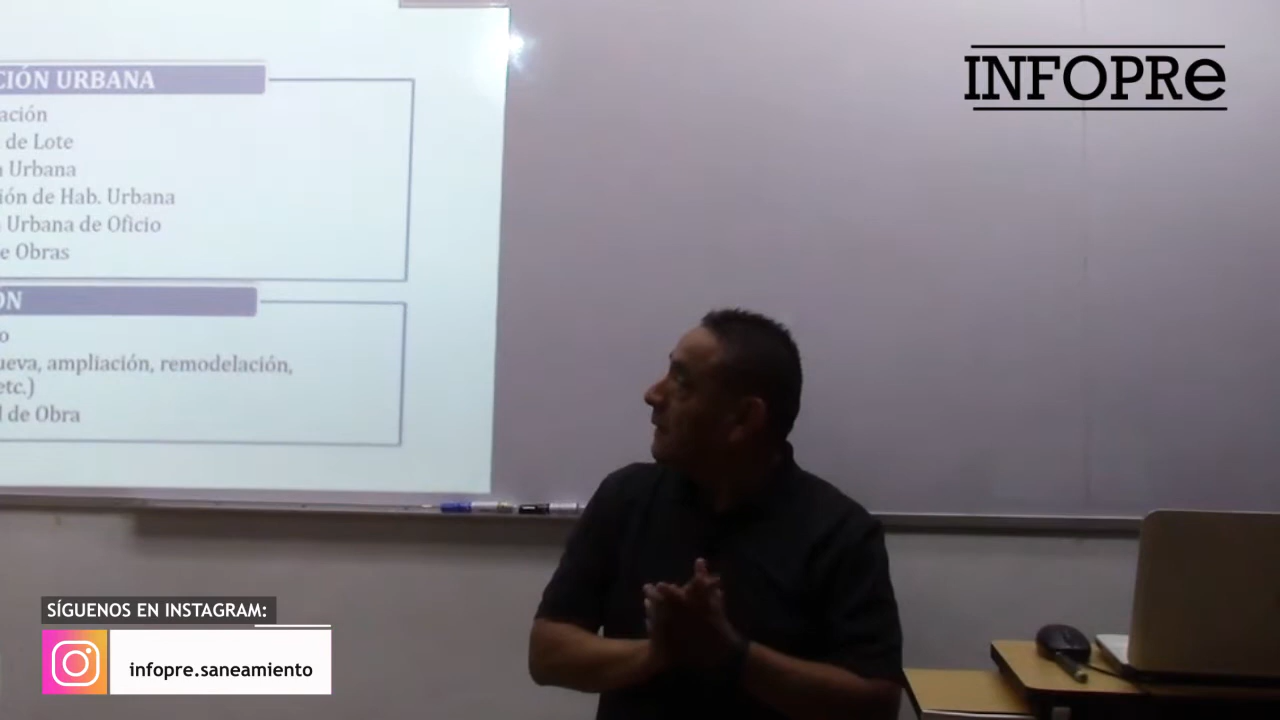 CIÓN URBANA
ación
de Lote
Urbana
ión de Hab. Urbana
Urbana de Oficio
e Obras
ON
o
ueva, ampliación, remodelación,
etc.)
l de Obra
INFOPRe
SÍGUENOS EN INSTAGRAM:
infopre.saneamiento